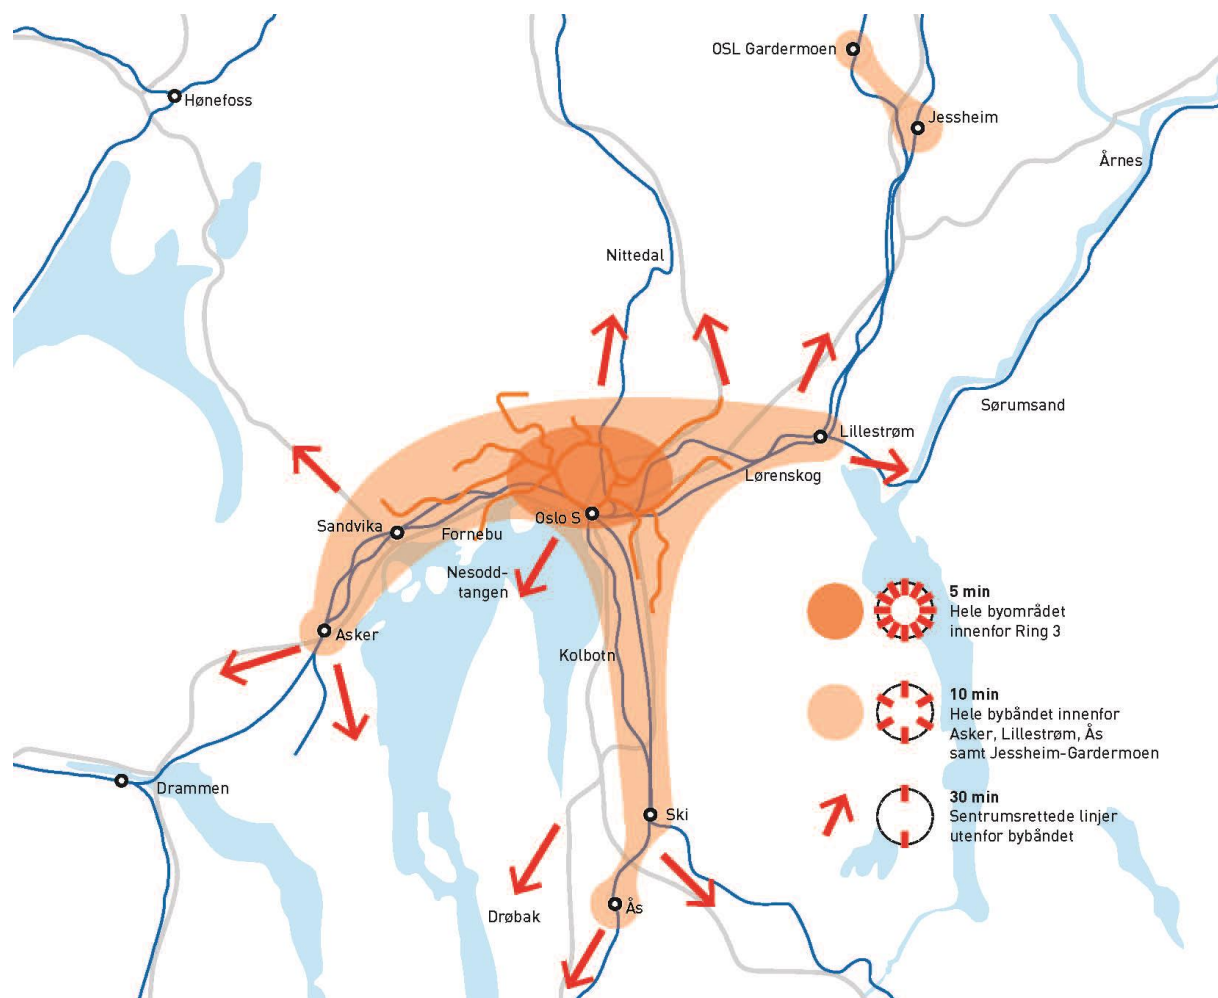 OSL Gardermoen
Hønefoss
Jessheim
Årnes
Nittedal
Sørumsand
Lillestrøm
Lørenskog
Sandvika
Oslo S
Fornebu
Nesodd-
tangen
Asker
Kolbotn
Drammen
Ski
Drøbak
Ås
5 min
Hele byområdet
innenfor Ring 3
10 min
Hele bybåndet innenfor
Asker, Lillestrøm, Ås
samt Jessheim-Gardermoen
30 min
Sentrumsrettede linjer
utenfor bybåndet